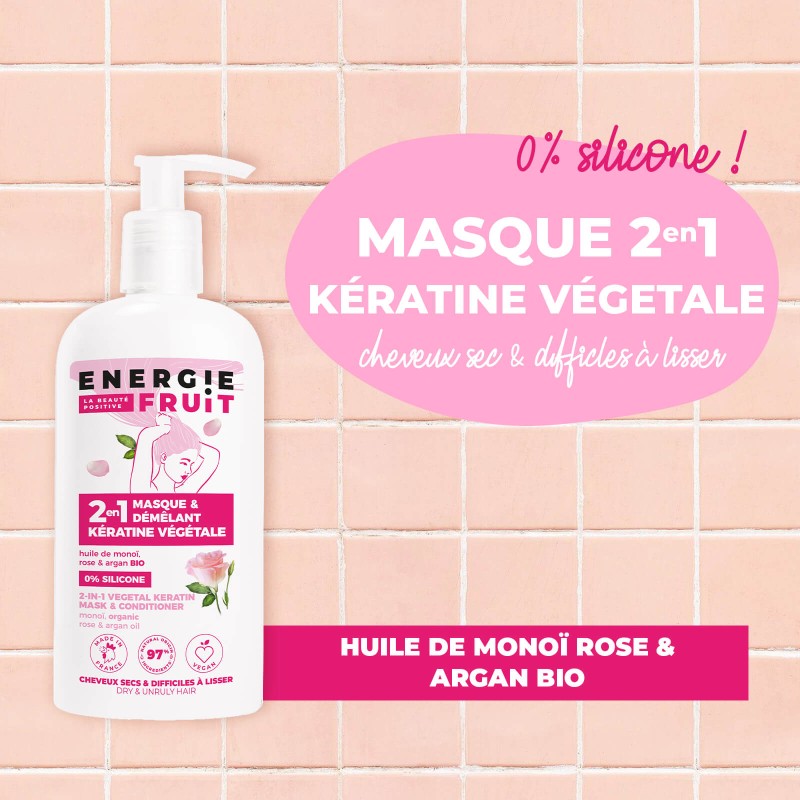 0% silicone !
MASQUE 2en1
KÉRATINE VÉGETALE
cheveux sec & difficles à lisser
ENERGIE
LA BEAUTÉ
POSITIVE
FRUiT
2en1 MASQUE &
DÉMÊLANT
KÉRATINE VÉGÉTALE
huile de monoï,
rose & argan BIO
0% SILICONE
2-IN-1 VEGETAL KERATIN
MASK & CONDITIONER
monoï, organic
rose & argan oil
MADE IN
FRANCE
NATURAL ORIGIN
97%
INGREDIENTS
VEGAN
CHEVEUX SECS & DIFFICILES À LISSER
DRY & UNRULY HAIR
HUILE DE MONOÏ ROSE &
ARGAN BIO